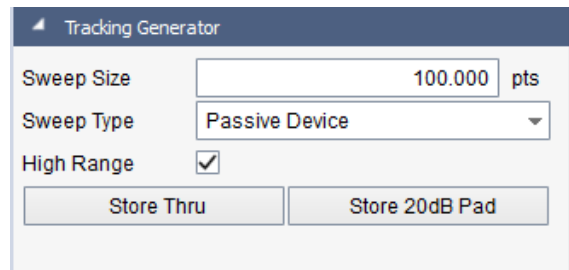 Tracking Generator
Sweep Size 100.000 pts
Sweep Type Passive Device
High Range
Store Thru Store 20dB Pad